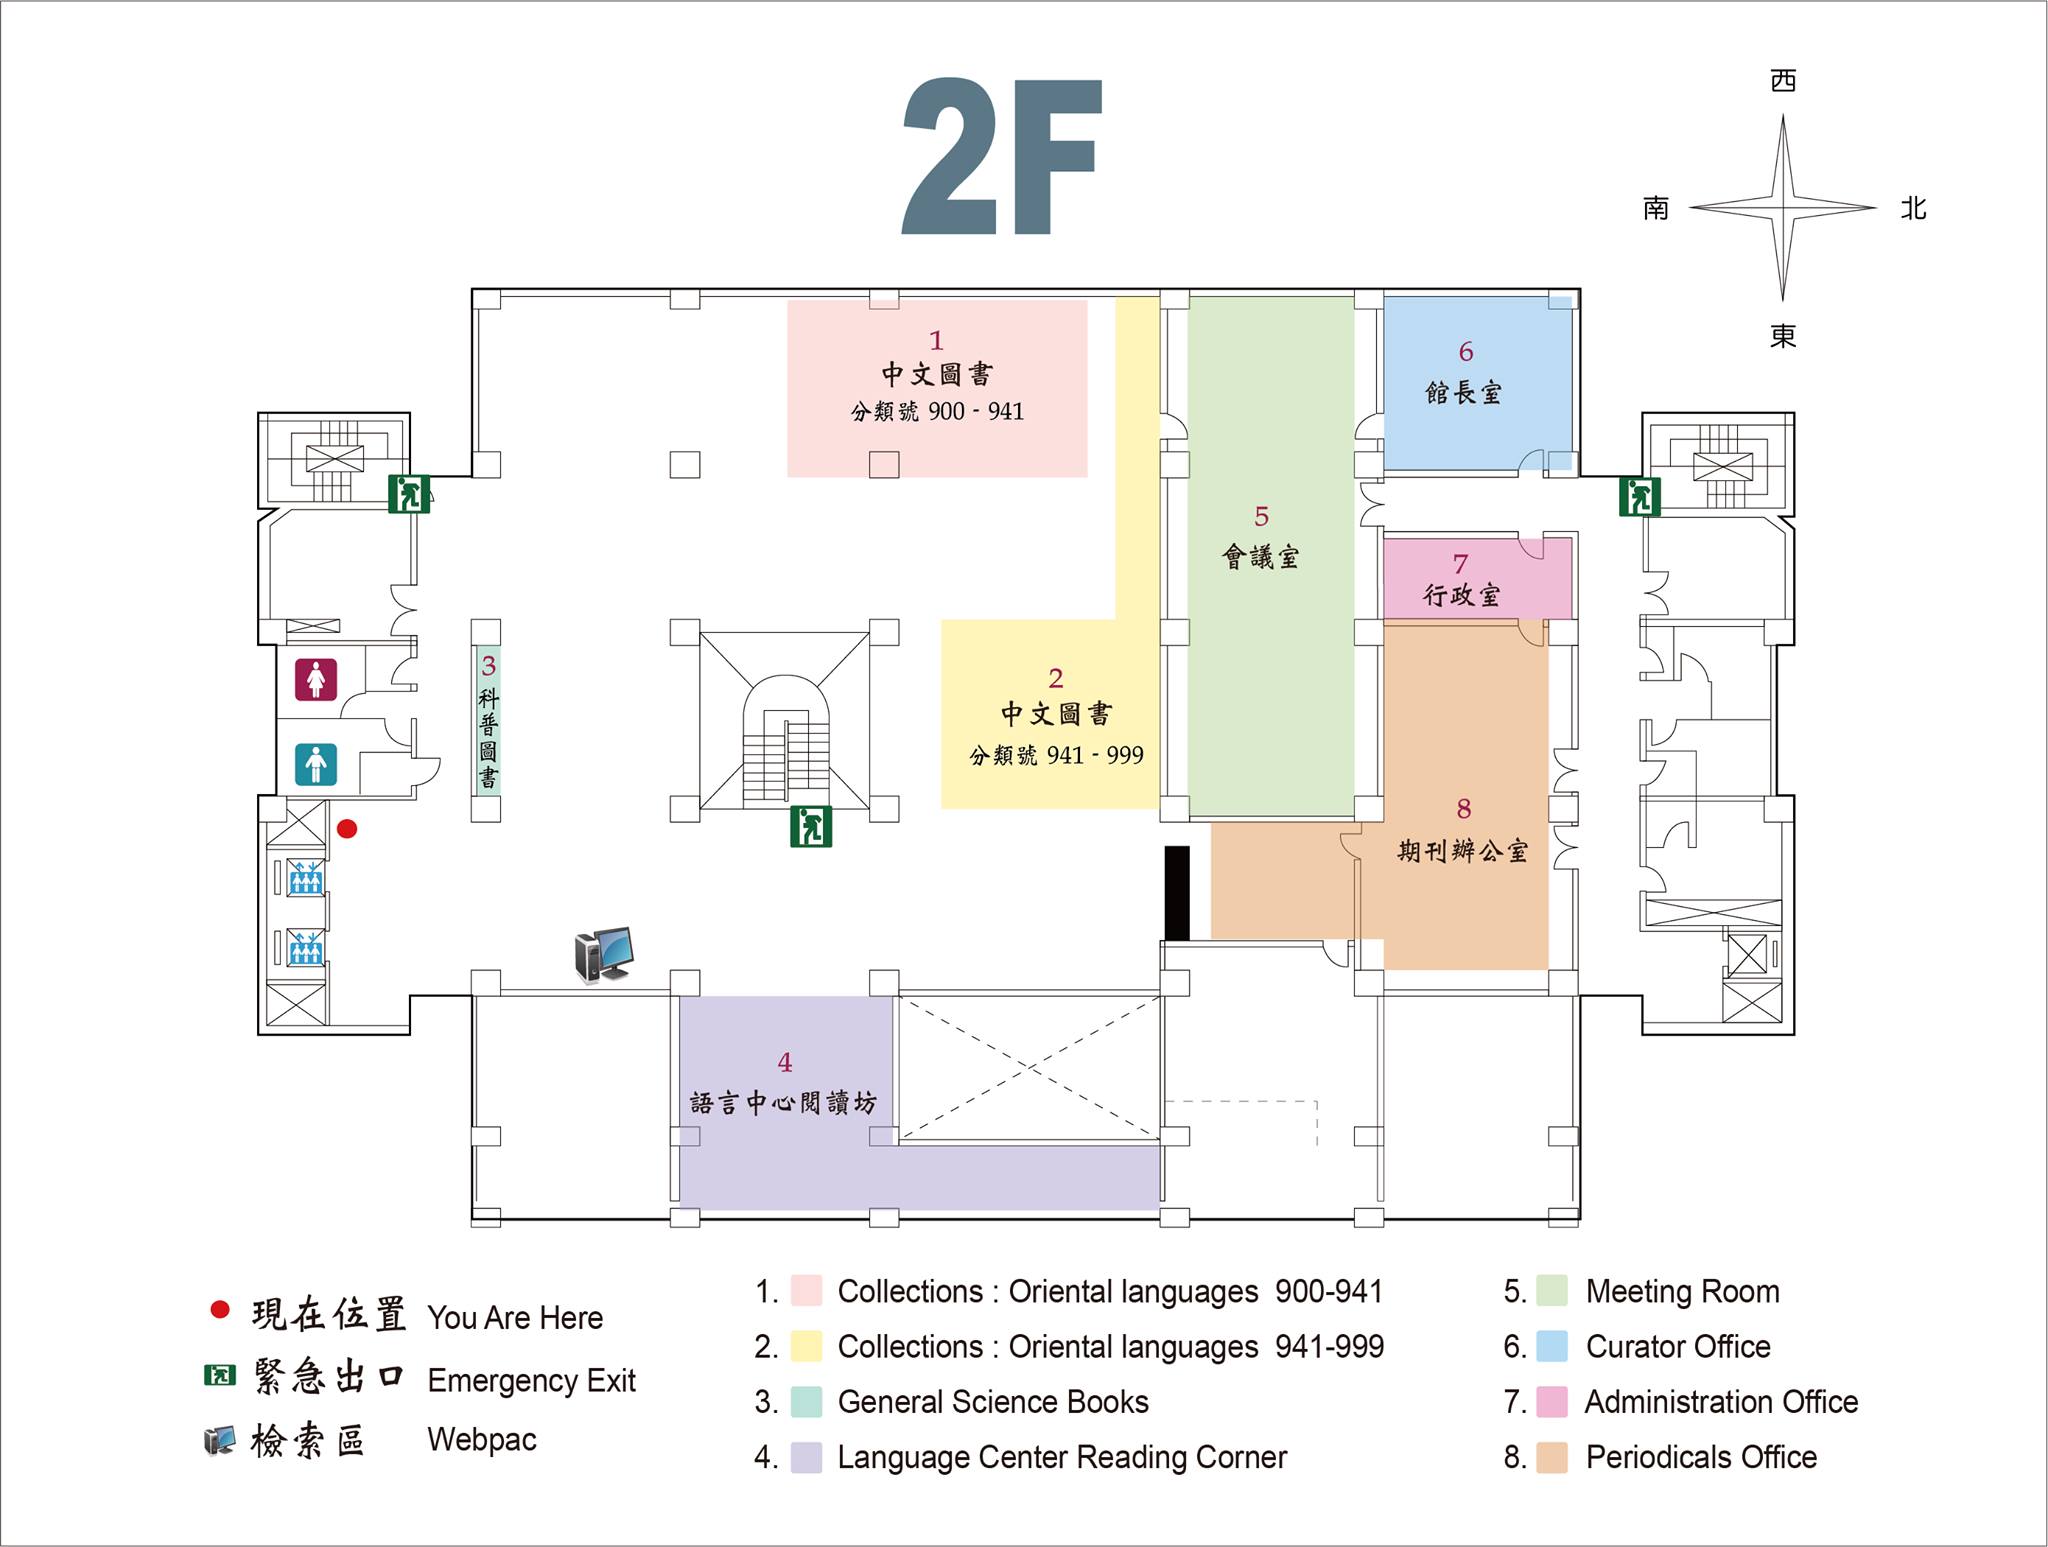 2F
西
南
北
東
1
中文圖書
分類號 900 - 941
2
中文圖書
分類號 941 - 999
3
科普圖書
4
語言中心閱讀坊
5
會議室
6
館長室
7
行政室
8
期刊辦公室
現在位置 You Are Here
緊急出口 Emergency Exit
檢索區 Webpac
1. Collections : Oriental languages 900-941
2. Collections : Oriental languages 941-999
3. General Science Books
4. Language Center Reading Corner
5. Meeting Room
6. Curator Office
7. Administration Office
8. Periodicals Office